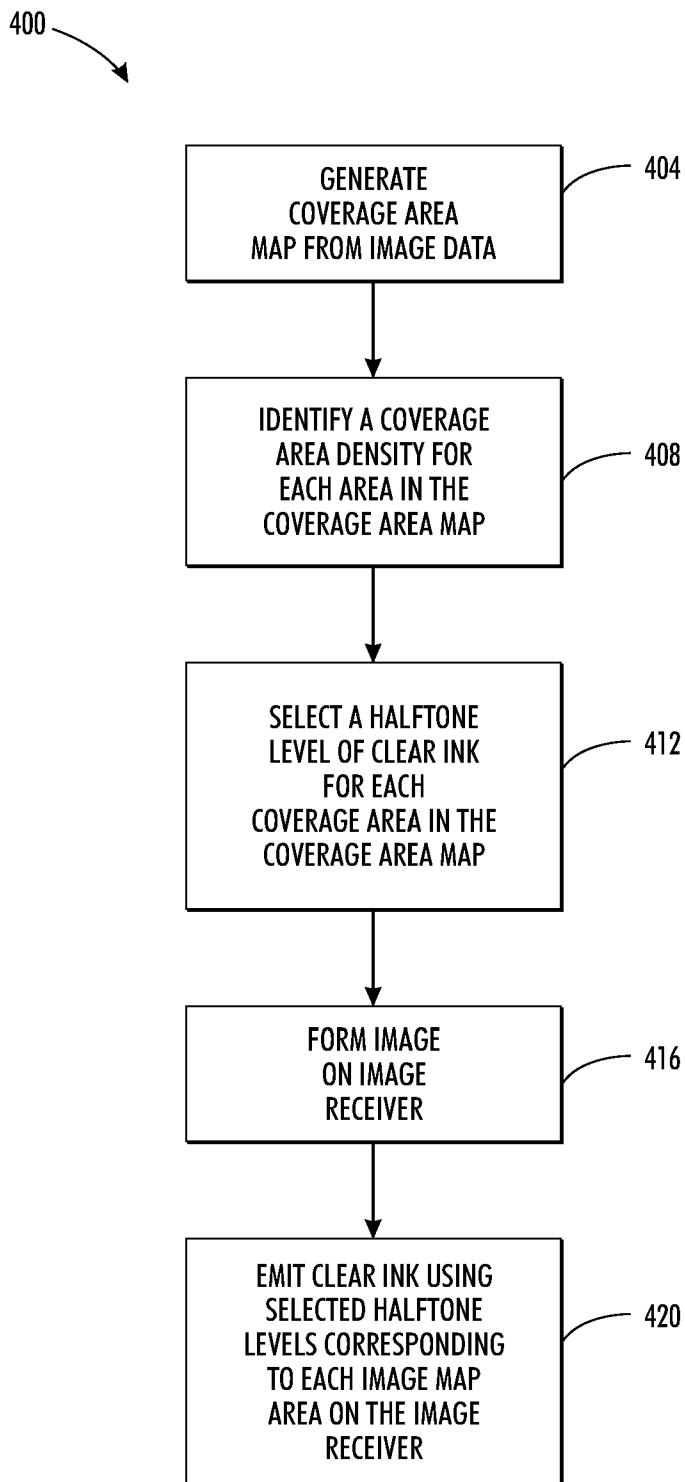 400
GENERATE
COVERAGE AREA
MAP FROM IMAGE DATA
404
IDENTIFY A COVERAGE
AREA DENSITY FOR
EACH AREA IN THE
COVERAGE AREA MAP
408
SELECT A HALFTONE
LEVEL OF CLEAR INK
FOR EACH
COVERAGE AREA IN THE
COVERAGE AREA MAP
412
FORM IMAGE
ON IMAGE
RECEIVER
416
EMIT CLEAR INK USING
SELECTED HALFTONE
LEVELS CORRESPONDING
TO EACH IMAGE MAP
AREA ON THE IMAGE
RECEIVER
420